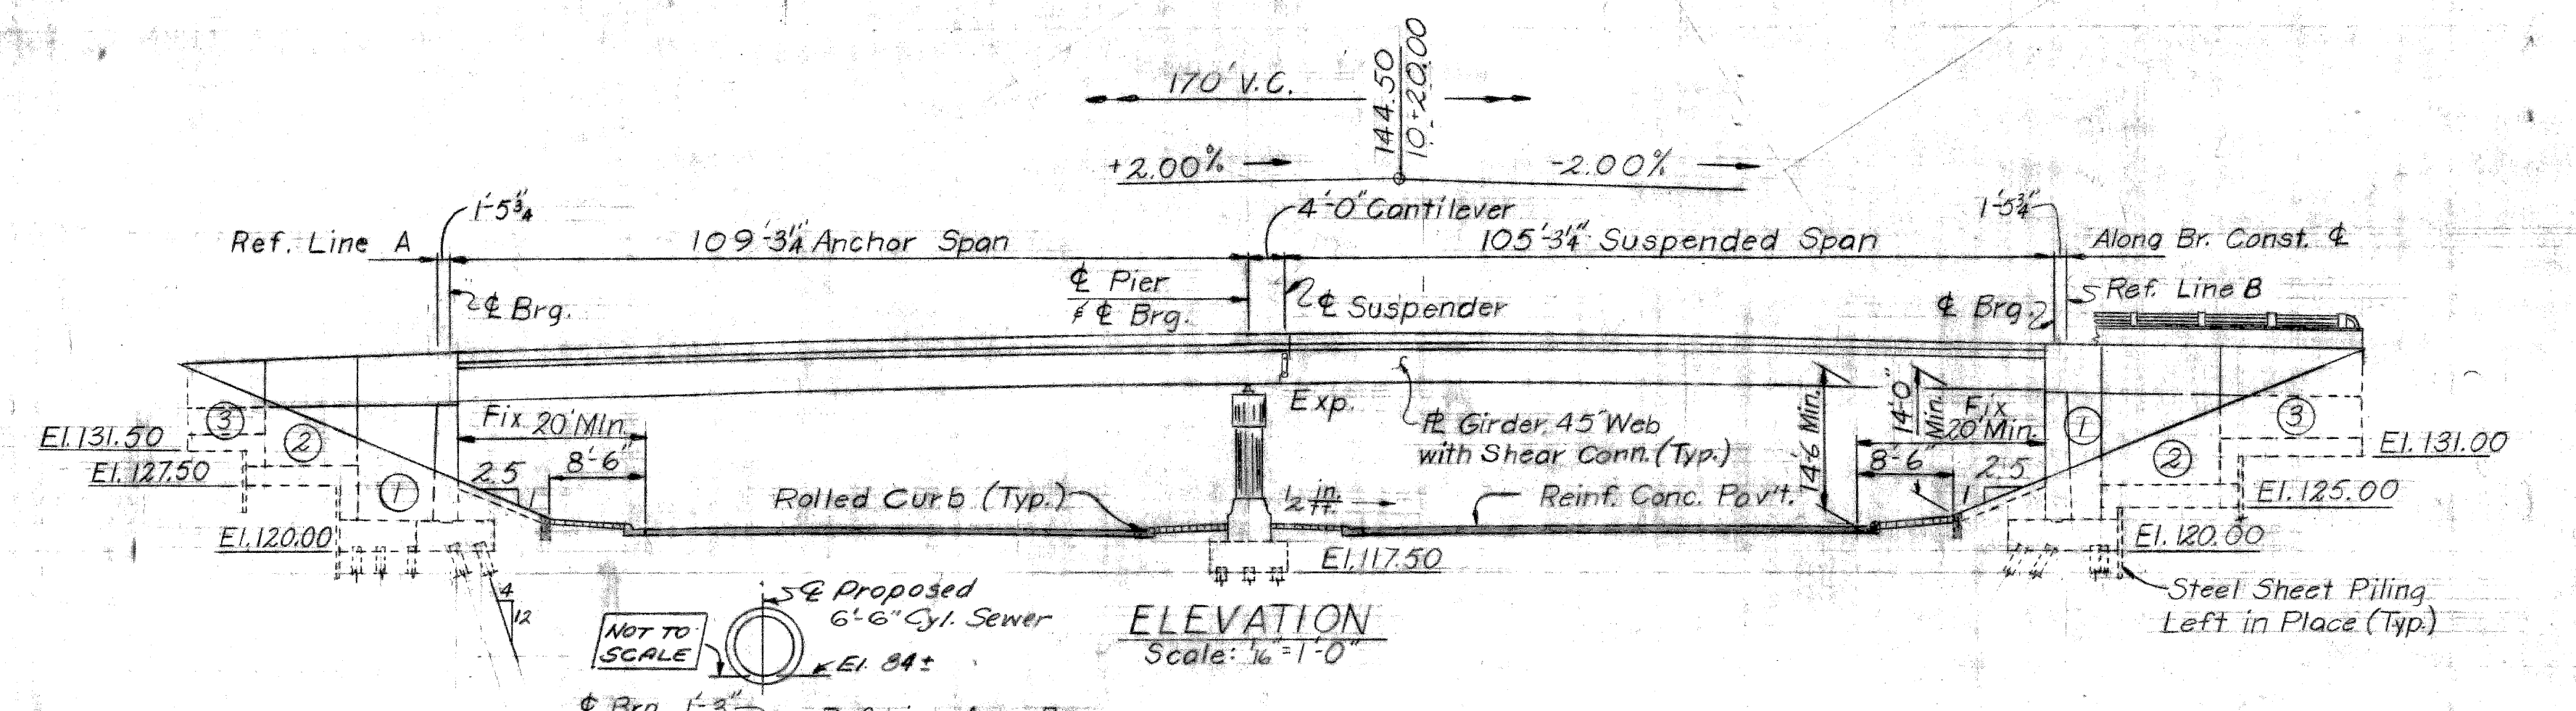 170' V.C.
144.50
10+20.00
+2.00%
-2.00%
1'-5¾"
4'-0" Cantilever
1'-5¾"
Ref. Line A
109'-3¼" Anchor Span
105'-3¼" Suspended Span
Along Br. Const. ℄
℄ Brg.
℄ Pier
& ℄ Brg.
℄ Suspender
℄ Brg.
Ref. Line B
Fix
20' Min.
8'-6"
Exp.
℄ Girder 45" Web
with Shear Conn. (Typ.)
14'-6 Min.
14'-0"
Min.
Fix
20' Min.
8'-6"
3
2
1
1
2
3
El. 131.50
El. 127.50
El. 120.00
2.5
1
2.5
1
El. 131.00
El. 125.00
El. 120.00
Rolled Curb (Typ.)
½ in.
ft.
Reinf. Conc. Pav't.
El. 117.50
Steel Sheet Piling
Left in Place (Typ.)
4
12
℄ Proposed
6'-6" Cyl. Sewer
NOT TO
SCALE
El. 84±
ELEVATION
Scale: 1/16" = 1'-0"
℄ Brg. 1'-3"